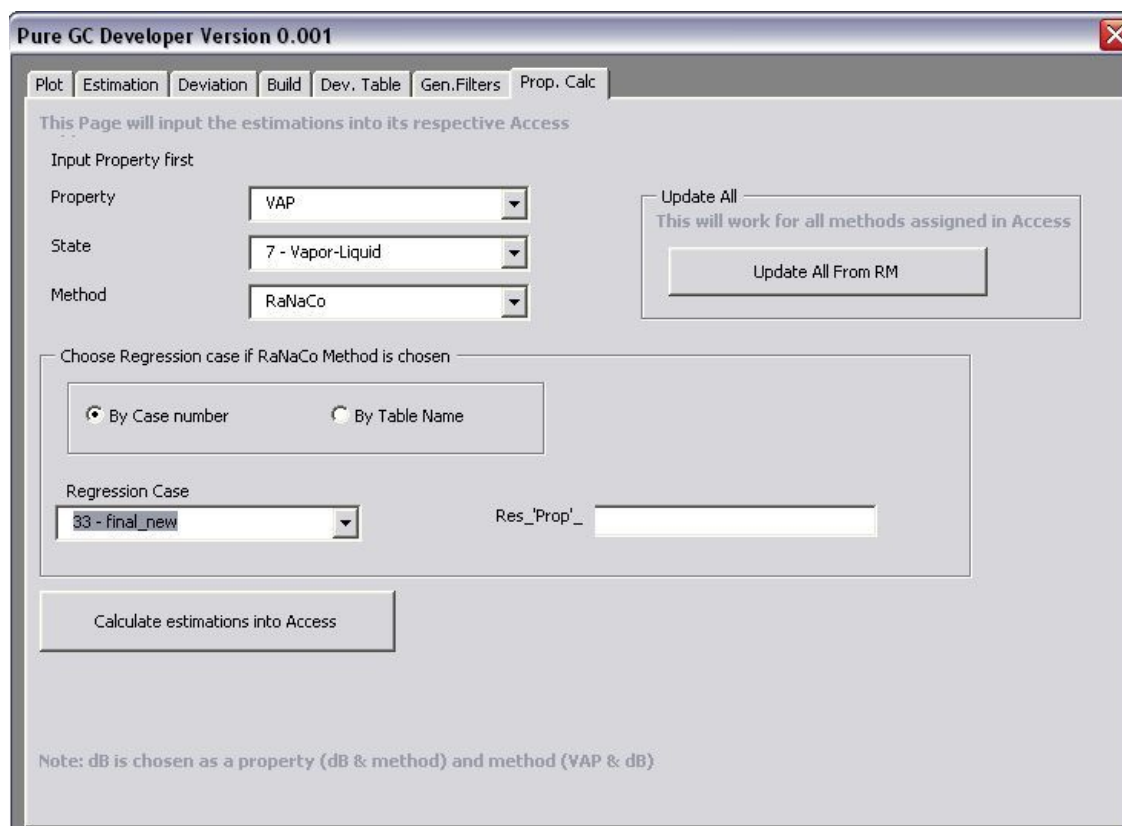 Pure GC Developer Version 0.001
Plot Estimation Deviation Build Dev. Table Gen.Filters Prop. Calc
This Page will input the estimations into its respective Access
Input Property first
Property VAP
State 7 - Vapor-Liquid
Method RaNaCo
Update All
This will work for all methods assigned in Access
Update All From RM
Choose Regression case if RaNaCo Method is chosen
By Case number By Table Name
Regression Case
33 - final_new
Res_'Prop'_
Calculate estimations into Access
Note: dB is chosen as a property (dB & method) and method (VAP & dB)